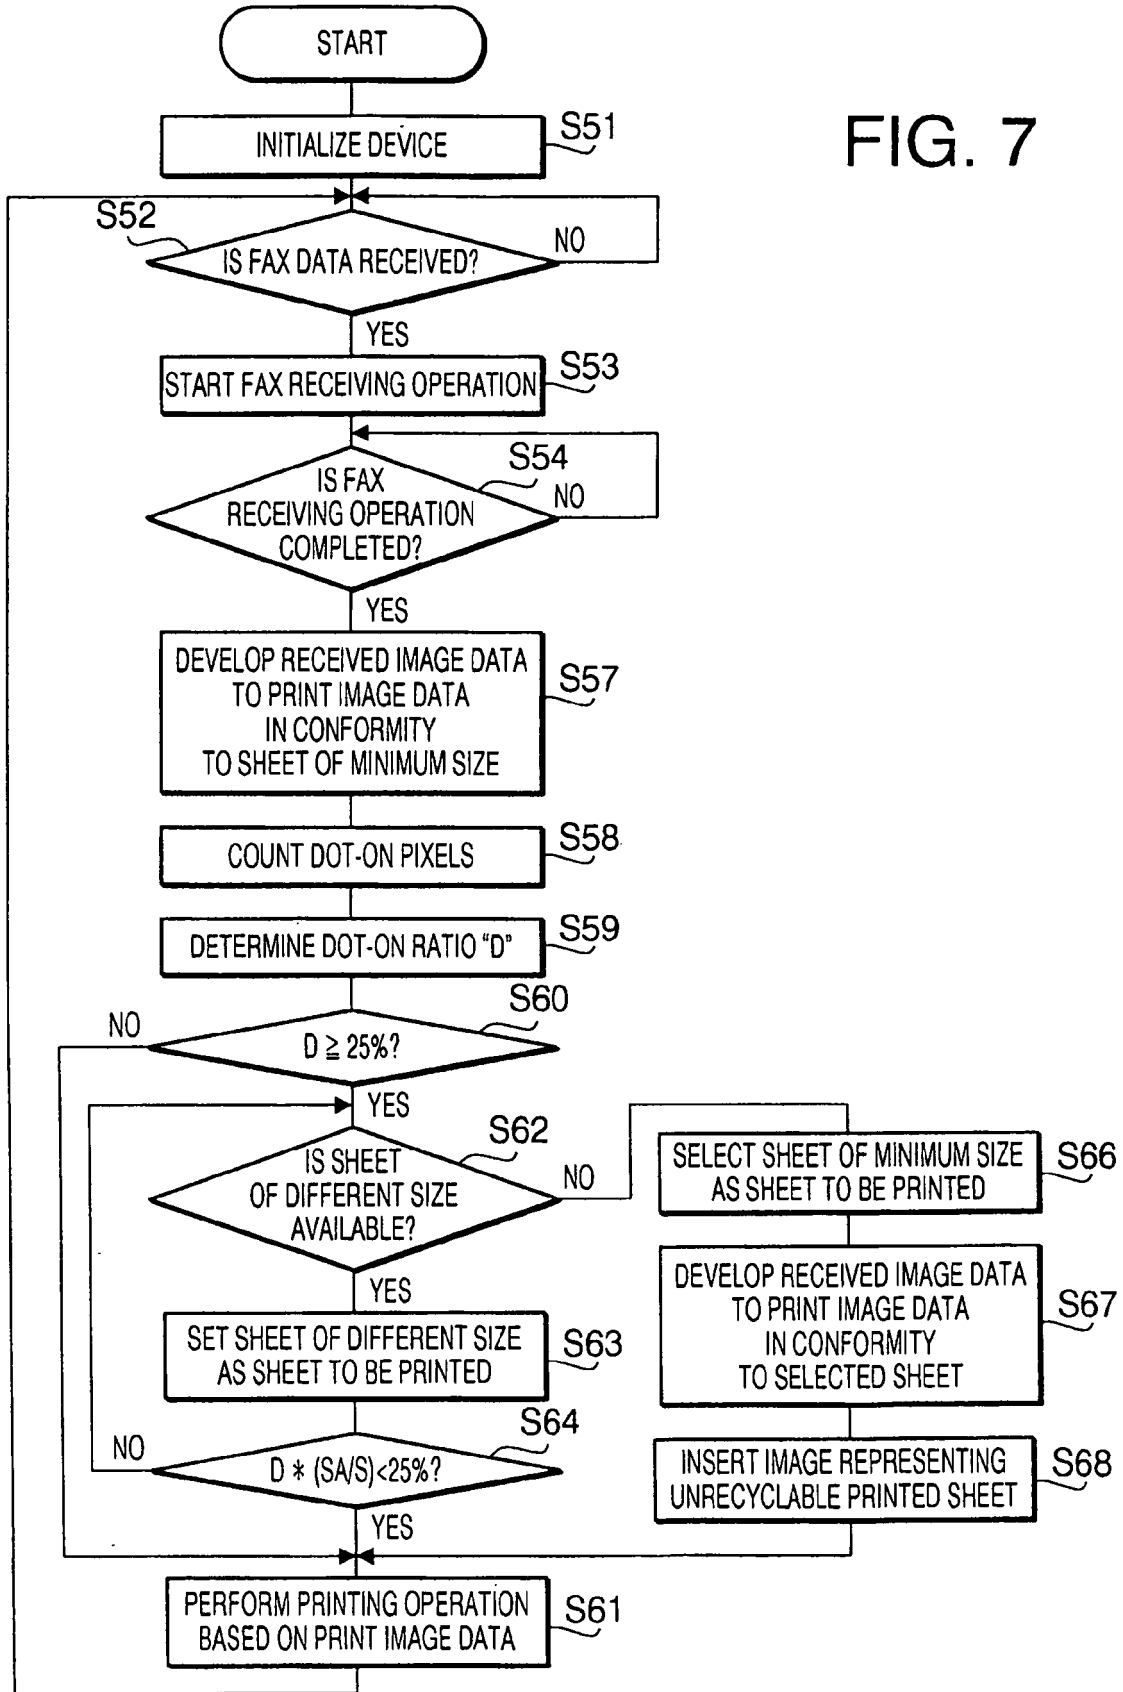 START
FIG. 7
INITIALIZE DEVICE
S51
S52
IS FAX DATA RECEIVED?
NO
YES
START FAX RECEIVING OPERATION
S53
S54
IS FAX
RECEIVING OPERATION
COMPLETED?
NO
YES
DEVELOP RECEIVED IMAGE DATA
TO PRINT IMAGE DATA
IN CONFORMITY
TO SHEET OF MINIMUM SIZE
S57
COUNT DOT-ON PIXELS
S58
DETERMINE DOT-ON RATIO "D"
S59
S60
NO
D ≧ 25%?
YES
S62
IS SHEET
OF DIFFERENT SIZE
AVAILABLE?
NO
YES
SET SHEET OF DIFFERENT SIZE
AS SHEET TO BE PRINTED
S63
S64
NO
D * (SA/S)<25%?
YES
SELECT SHEET OF MINIMUM SIZE
AS SHEET TO BE PRINTED
S66
DEVELOP RECEIVED IMAGE DATA
TO PRINT IMAGE DATA
IN CONFORMITY
TO SELECTED SHEET
S67
INSERT IMAGE REPRESENTING
UNRECYCLABLE PRINTED SHEET
S68
PERFORM PRINTING OPERATION
BASED ON PRINT IMAGE DATA
S61